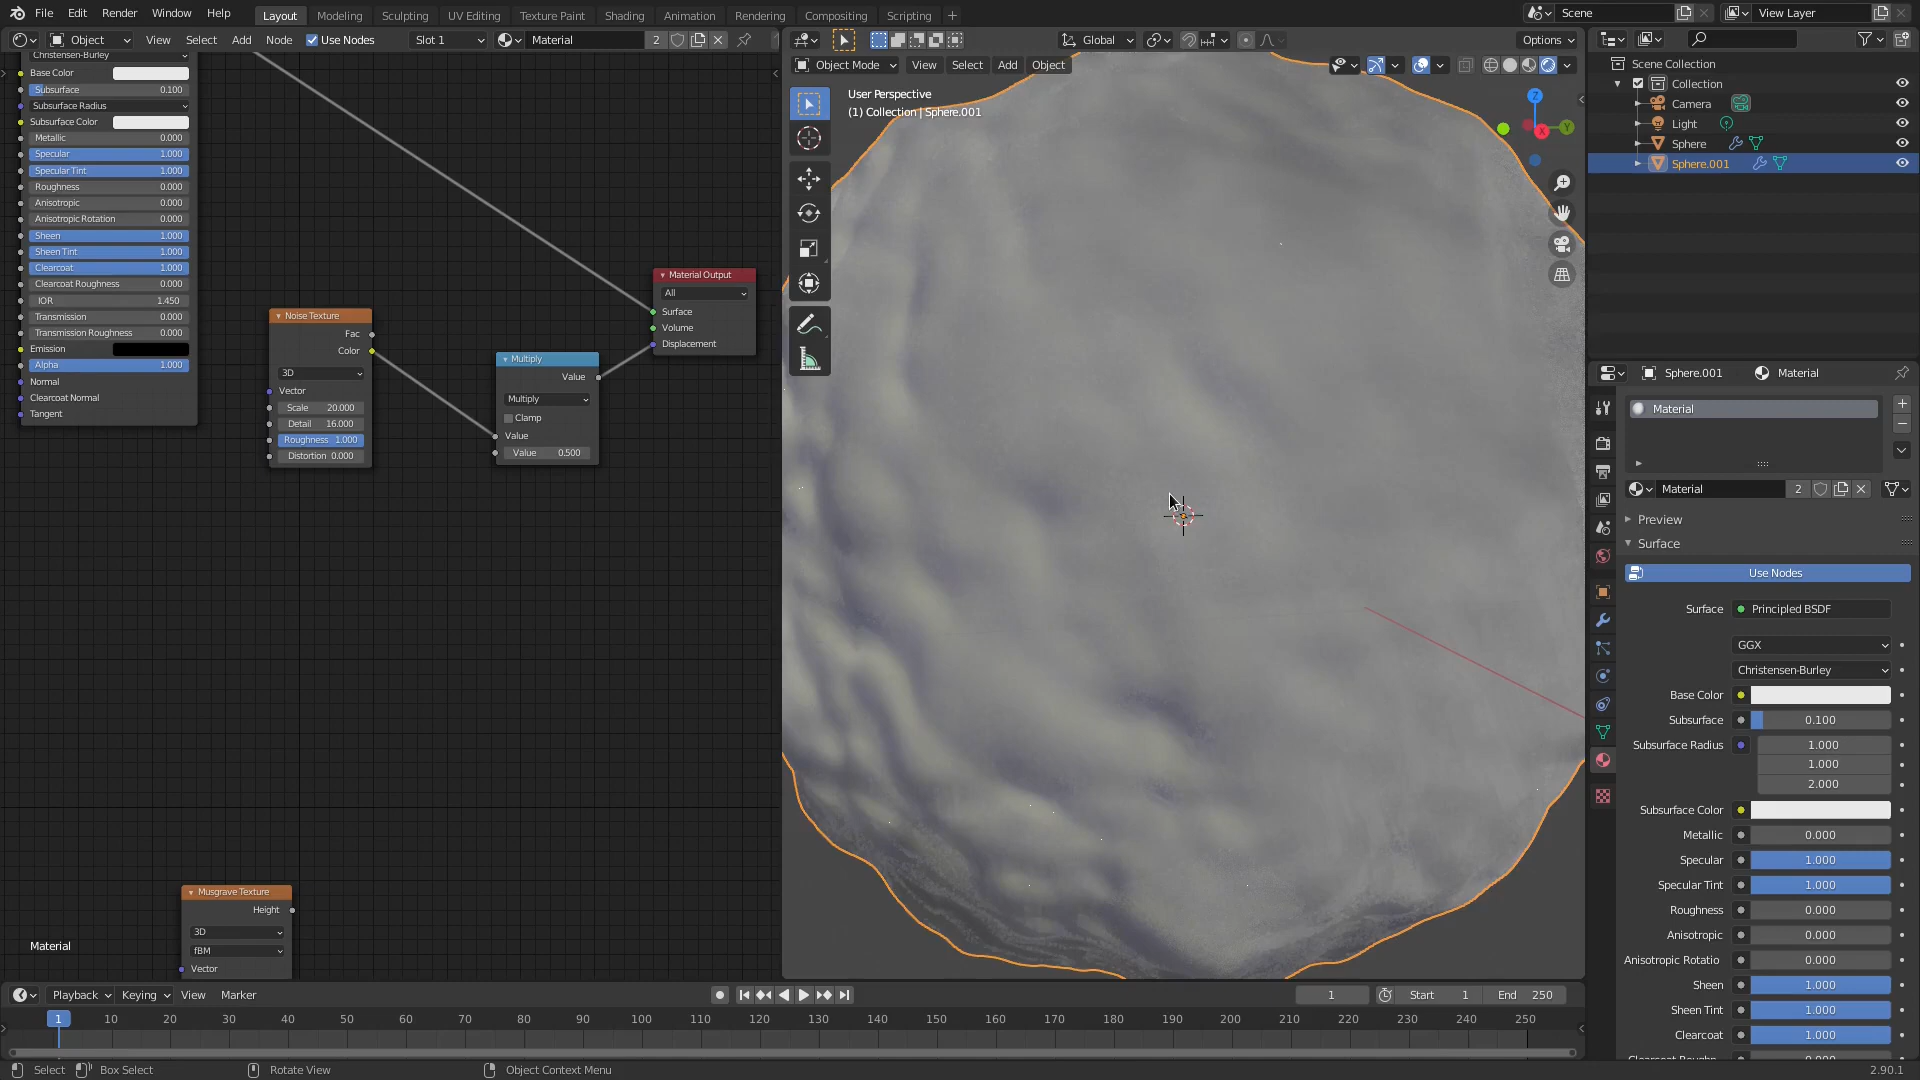 File Edit Render Window Help
Layout Modeling Sculpting UV Editing Texture Paint Shading Animation Rendering Compositing Scripting +
Scene
View Layer
Object View Select Add Node Use Nodes Slot 1 Material 2
Global
Options
Object Mode View Select Add Object
User Perspective
(1) Collection | Sphere.001
Z
Y
X
Christensen-Burley
Base Color
Subsurface 0.100
Subsurface Radius
Subsurface Color
Metallic 0.000
Specular 1.000
Specular Tint 1.000
Roughness 0.000
Anisotropic 0.000
Anisotropic Rotation 0.000
Sheen 1.000
Sheen Tint 1.000
Clearcoat 1.000
Clearcoat Roughness 0.000
IOR 1.450
Transmission 0.000
Transmission Roughness 0.000
Emission
Alpha 1.000
Normal
Clearcoat Normal
Tangent
Noise Texture
Fac
Color
3D
Vector
Scale 20.000
Detail 16.000
Roughness 1.000
Distortion 0.000
Multiply
Value
Multiply
Clamp
Value
Value 0.500
Material Output
All
Surface
Volume
Displacement
Musgrave Texture
Height
3D
fBM
Vector
Material
Scene Collection
Collection
Camera
Light
Sphere
Sphere.001
Sphere.001 Material
Material
Material 2
Preview
Surface
Use Nodes
Surface Principled BSDF
GGX
Christensen-Burley
Base Color
Subsurface 0.100
Subsurface Radius 1.000
1.000
2.000
Subsurface Color
Metallic 0.000
Specular 1.000
Specular Tint 1.000
Roughness 0.000
Anisotropic 0.000
Anisotropic Rotatio 0.000
Sheen 1.000
Sheen Tint 1.000
Clearcoat 1.000
Playback Keying View Marker
1 Start 1 End 250
1 10 20 30 40 50 60 70 80 90 100 110 120 130 140 150 160 170 180 190 200 210 220 230 240 250
Select Box Select Rotate View Object Context Menu 2.90.1